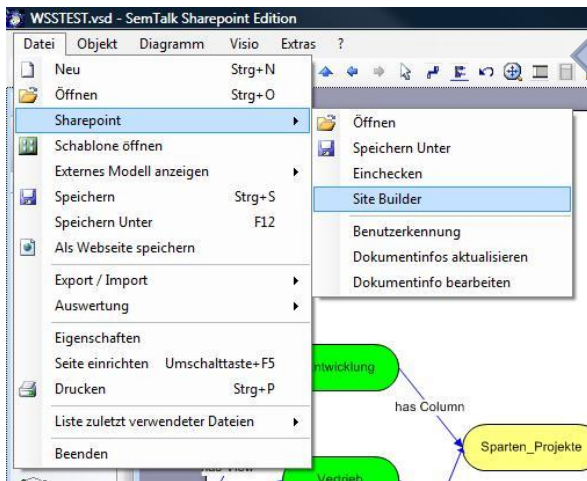 WSSTEST.vsd - SemTalk Sharepoint Edition
Datei Objekt Diagramm Visio Extras ?
Neu Strg+N
Öffnen Strg+O
Sharepoint
Schablone öffnen
Externes Modell anzeigen
Speichern Strg+S
Speichern Unter F12
Als Webseite speichern
Export / Import
Auswertung
Eigenschaften
Seite einrichten Umschalttaste+F5
Drucken Strg+P
Liste zuletzt verwendeter Dateien
Beenden
Öffnen
Speichern Unter
Einchecken
Site Builder
Benutzerkennung
Dokumentinfos aktualisieren
Dokumentinfo bearbeiten
ntwicklung
has Column
Sparten_Projekte
Vertrieb